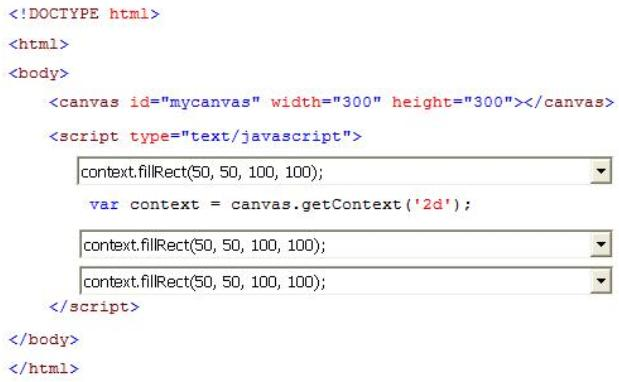 <!DOCTYPE html>
<html>
<body>
<canvas id="mycanvas" width="300" height="300"></canvas>
<script type="text/javascript">
context.fillRect(50, 50, 100, 100);
var context = canvas.getContext('2d');
context.fillRect(50, 50, 100, 100);
context.fillRect(50, 50, 100, 100);
</script>
</body>
</html>